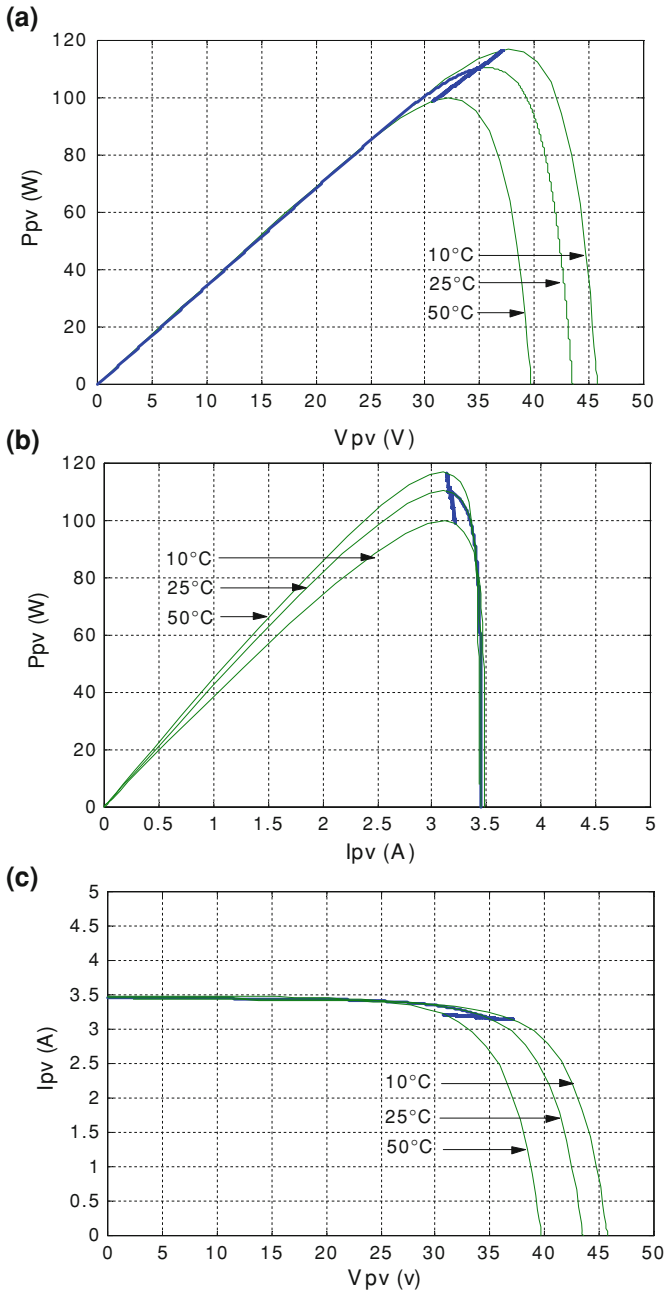 (a)
120
100
80
60
40
20
0
Ppv (W)
10°C
25°C
50°C
0 5 10 15 20 25 30 35 40 45 50
Vpv (V)
(b)
120
100
80
60
40
20
0
Ppv (W)
10°C
25°C
50°C
0 0.5 1 1.5 2 2.5 3 3.5 4 4.5 5
Ipv (A)
(c)
5
4.5
4
3.5
3
2.5
2
1.5
1
0.5
0
Ipv (A)
10°C
25°C
50°C
0 5 10 15 20 25 30 35 40 45 50
Vpv (v)